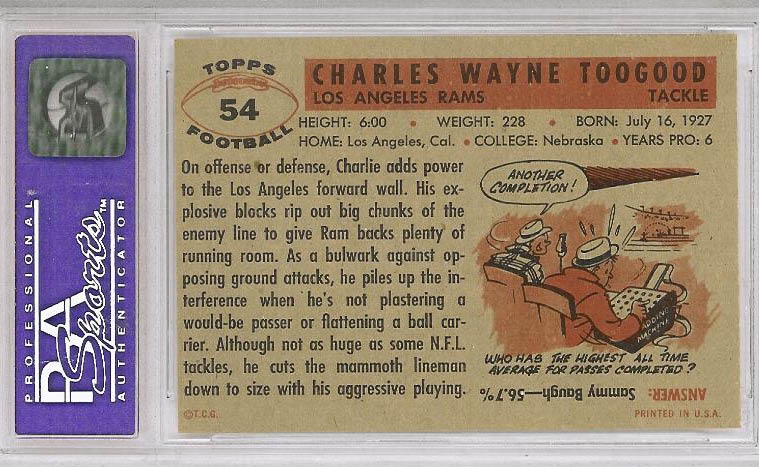 PROFESSIONAL
PSA
Sports™
AUTHENTICATOR
TOPPS
54
FOOTBALL
CHARLES WAYNE TOOGOOD
LOS ANGELES RAMS TACKLE
HEIGHT: 6:00 • WEIGHT: 228 • BORN: July 16, 1927
HOME: Los Angeles, Cal. • COLLEGE: Nebraska • YEARS PRO: 6
On offense or defense, Charlie adds power
to the Los Angeles forward wall. His ex-
plosive blocks rip out big chunks of the
enemy line to give Ram backs plenty of
running room. As a bulwark against op-
posing ground attacks, he piles up the in-
terference when he's not plastering a
would-be passer or flattening a ball car-
rier. Although not as huge as some N.F.L.
tackles, he cuts the mammoth lineman
down to size with his aggressive playing.
©T.C.G.
ANOTHER
COMPLETION!
ADDING
MACHINE
WHO HAS THE HIGHEST ALL TIME
AVERAGE FOR PASSES COMPLETED?
ANSWER:
Sammy Baugh—56.7%
PRINTED IN U.S.A.